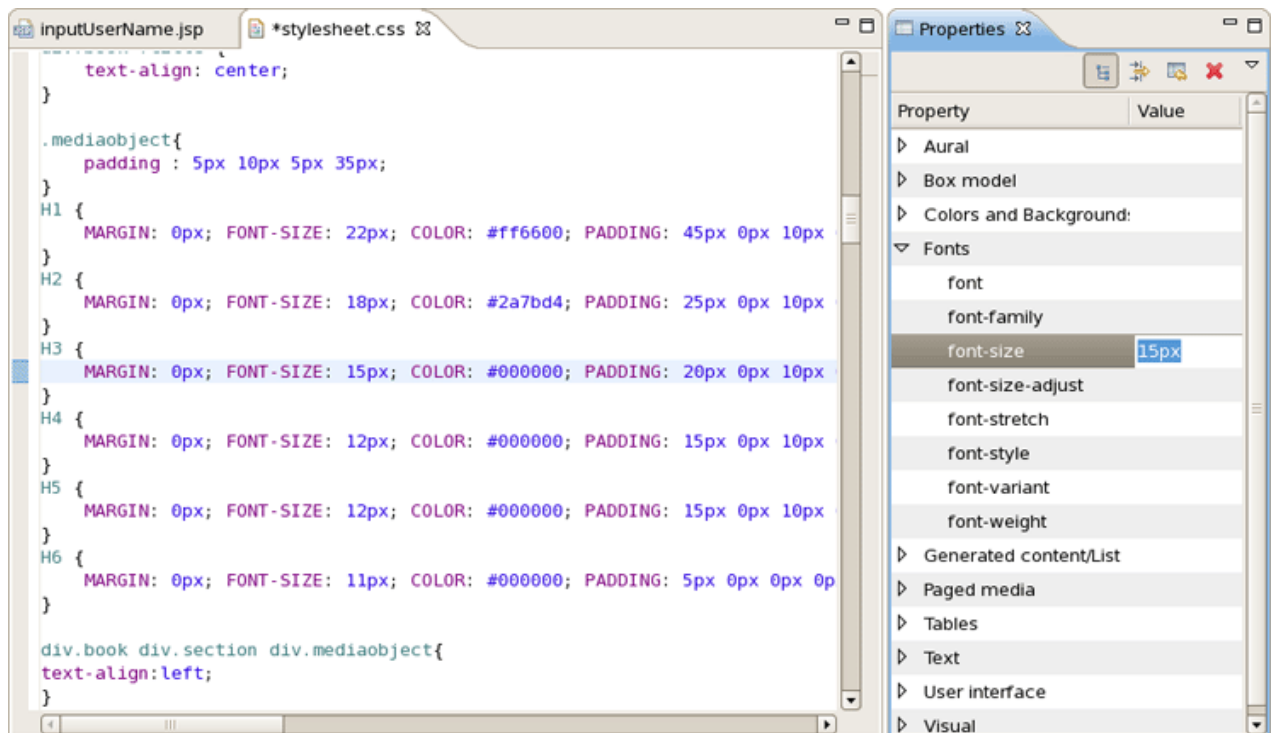 inputUserName.jsp
*stylesheet.css
text-align: center;
}
.mediaobject{
padding : 5px 10px 5px 35px;
}
H1 {
MARGIN: 0px; FONT-SIZE: 22px; COLOR: #ff6600; PADDING: 45px 0px 10px
}
H2 {
MARGIN: 0px; FONT-SIZE: 18px; COLOR: #2a7bd4; PADDING: 25px 0px 10px
}
H3 {
MARGIN: 0px; FONT-SIZE: 15px; COLOR: #000000; PADDING: 20px 0px 10px
}
H4 {
MARGIN: 0px; FONT-SIZE: 12px; COLOR: #000000; PADDING: 15px 0px 10px
}
H5 {
MARGIN: 0px; FONT-SIZE: 12px; COLOR: #000000; PADDING: 15px 0px 10px
}
H6 {
MARGIN: 0px; FONT-SIZE: 11px; COLOR: #000000; PADDING: 5px 0px 0px 0p
}
div.book div.section div.mediaobject{
text-align:left;
}
Properties
Property Value
Aural
Box model
Colors and Backgrounds
Fonts
font
font-family
font-size 15px
font-size-adjust
font-stretch
font-style
font-variant
font-weight
Generated content/List
Paged media
Tables
Text
User interface
Visual